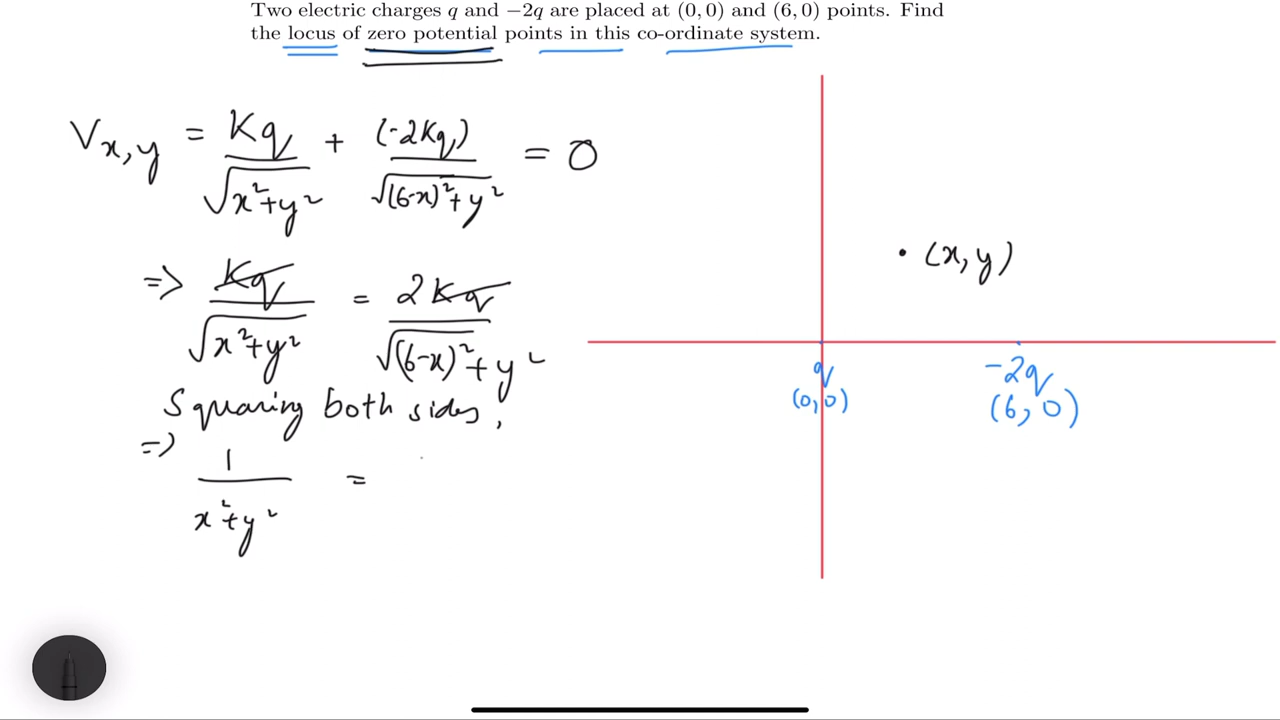 Two electric charges q and −2q are placed at (0, 0) and (6, 0) points. Find
the locus of zero potential points in this co-ordinate system.
V_{x,y} = Kq/√(x²+y²) + (-2Kq)/√((6-x)²+y²) = 0
=> Kq/√(x²+y²) = 2Kq/√((6-x)²+y²)
Squaring both sides,
=> 1/(x²+y²) =
• (x, y)
q
(0,0)
-2q
(6, 0)